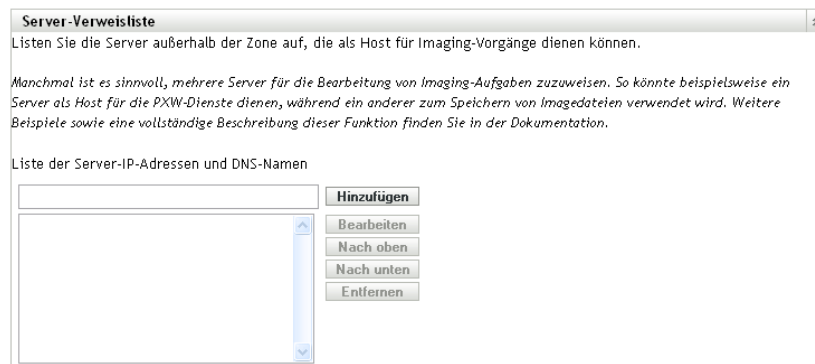 Server-Verweisliste
Listen Sie die Server außerhalb der Zone auf, die als Host für Imaging-Vorgänge dienen können.
Manchmal ist es sinnvoll, mehrere Server für die Bearbeitung von Imaging-Aufgaben zuzuweisen. So könnte beispielsweise ein
Server als Host für die PXW-Dienste dienen, während ein anderer zum Speichern von Imagedateien verwendet wird. Weitere
Beispiele sowie eine vollständige Beschreibung dieser Funktion finden Sie in der Dokumentation.
Liste der Server-IP-Adressen und DNS-Namen
Hinzufügen
Bearbeiten
Nach oben
Nach unten
Entfernen